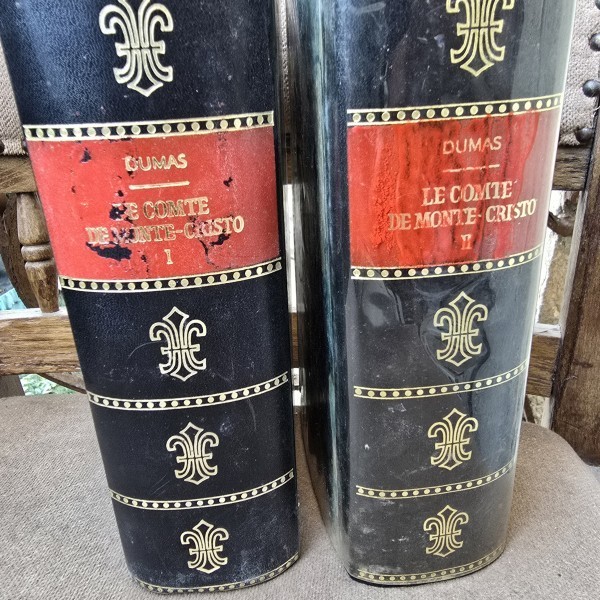 DUMAS
LE COMTE
DE MONTE-CRISTO
I
DUMAS
LE COMTE
DE MONTE-CRISTO
II